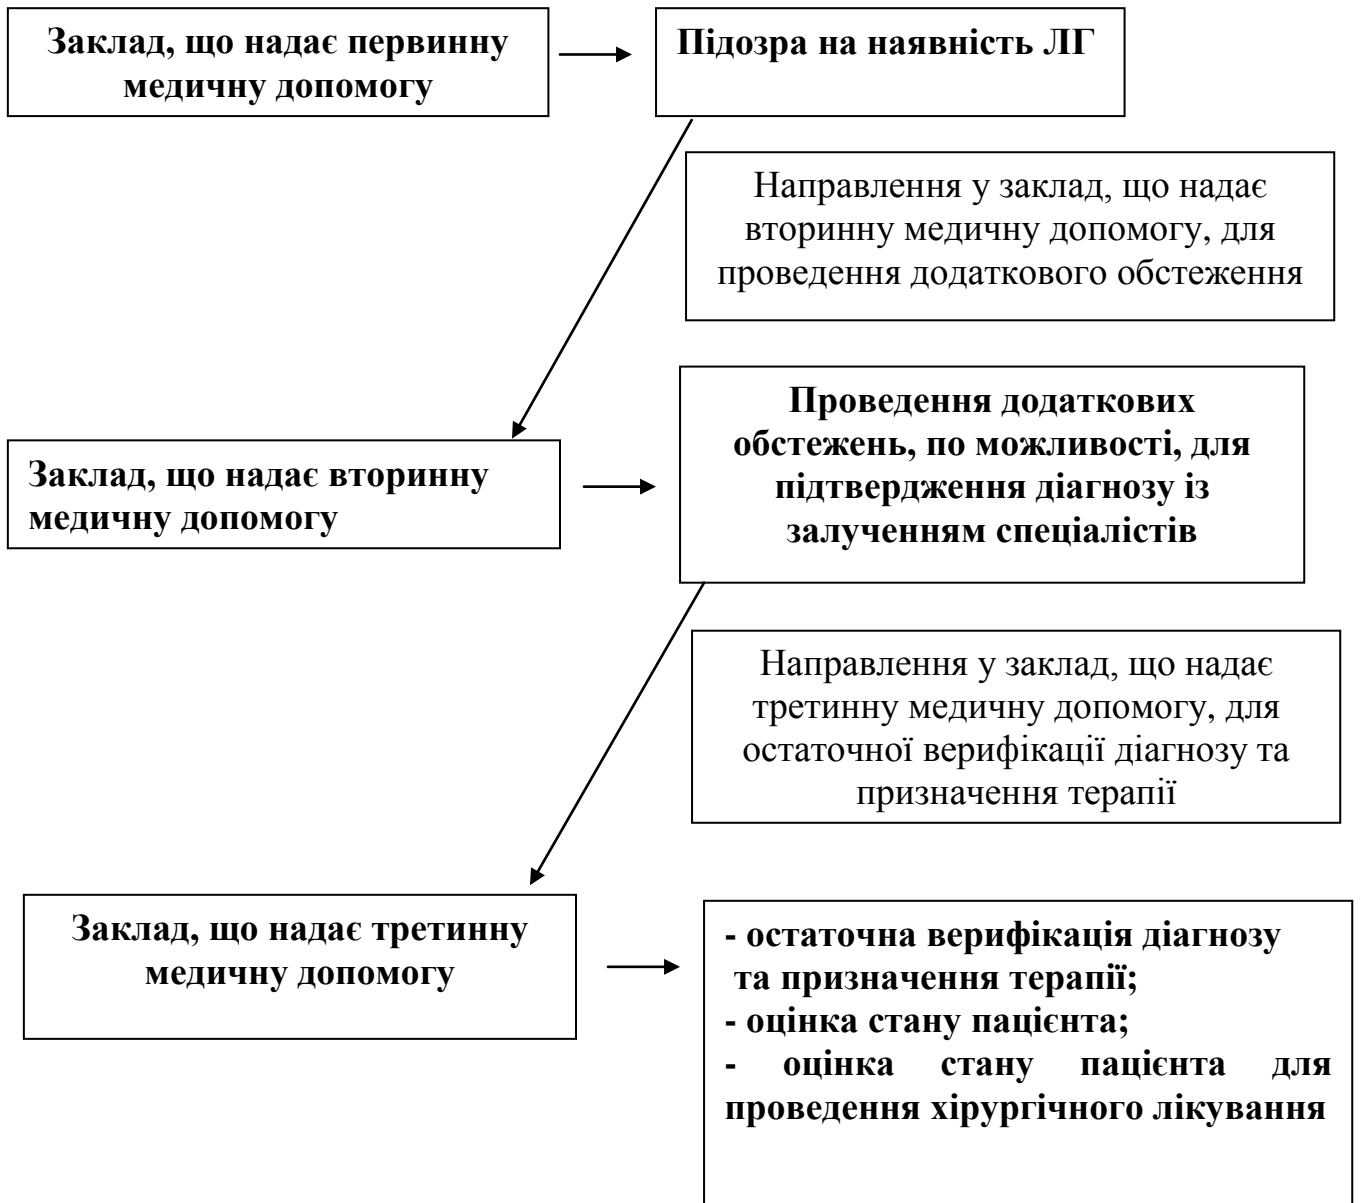 Заклад, що надає первинну
медичну допомогу
Підозра на наявність ЛГ
Направлення у заклад, що надає
вторинну медичну допомогу, для
проведення додаткового обстеження
Проведення додаткових
обстежень, по можливості, для
підтвердження діагнозу із
залученням спеціалістів
Заклад, що надає вторинну
медичну допомогу
Направлення у заклад, що надає
третинну медичну допомогу, для
остаточної верифікації діагнозу та
призначення терапії
Заклад, що надає третинну
медичну допомогу
- остаточна верифікація діагнозу
та призначення терапії;
- оцінка стану пацієнта;
- оцінка стану пацієнта для
проведення хірургічного лікування